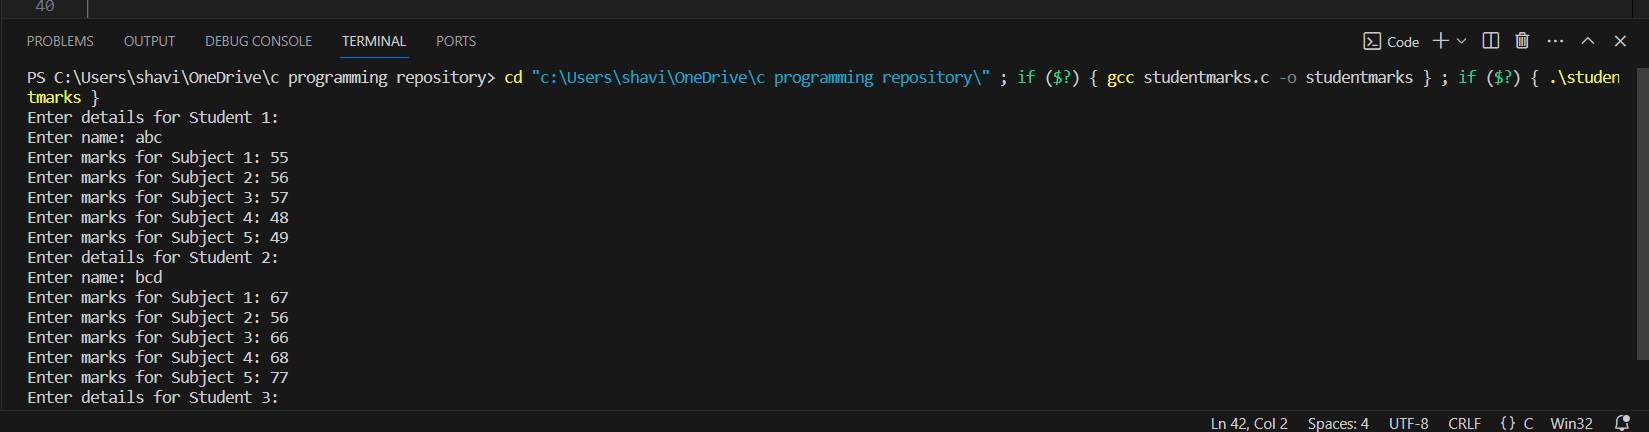 40
PROBLEMS OUTPUT DEBUG CONSOLE TERMINAL PORTS Code
PS C:\Users\shavi\OneDrive\c programming repository> cd "c:\Users\shavi\OneDrive\c programming repository\" ; if ($?) { gcc studentmarks.c -o studentmarks } ; if ($?) { .\studen
tmarks }
Enter details for Student 1:
Enter name: abc
Enter marks for Subject 1: 55
Enter marks for Subject 2: 56
Enter marks for Subject 3: 57
Enter marks for Subject 4: 48
Enter marks for Subject 5: 49
Enter details for Student 2:
Enter name: bcd
Enter marks for Subject 1: 67
Enter marks for Subject 2: 56
Enter marks for Subject 3: 66
Enter marks for Subject 4: 68
Enter marks for Subject 5: 77
Enter details for Student 3:
Ln 42, Col 2 Spaces: 4 UTF-8 CRLF {} C Win32